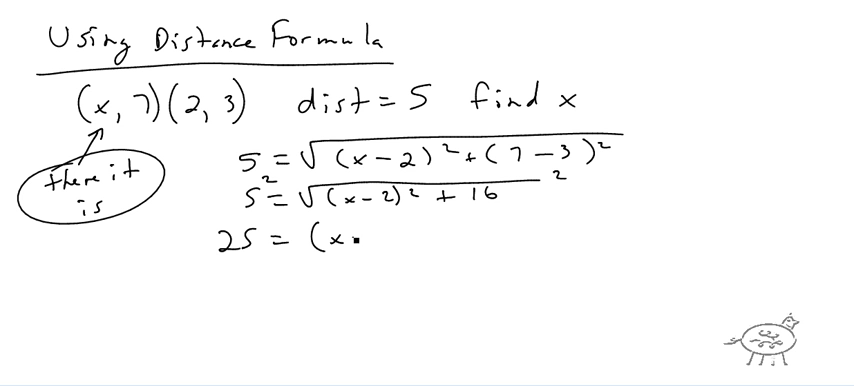 Using Distance Formula
(x, 7)(2, 3) dist = 5 find x
there it
is
5 = √(x - 2)² + (7 - 3)²
5² = √(x - 2)² + 16 ²
25 = (x